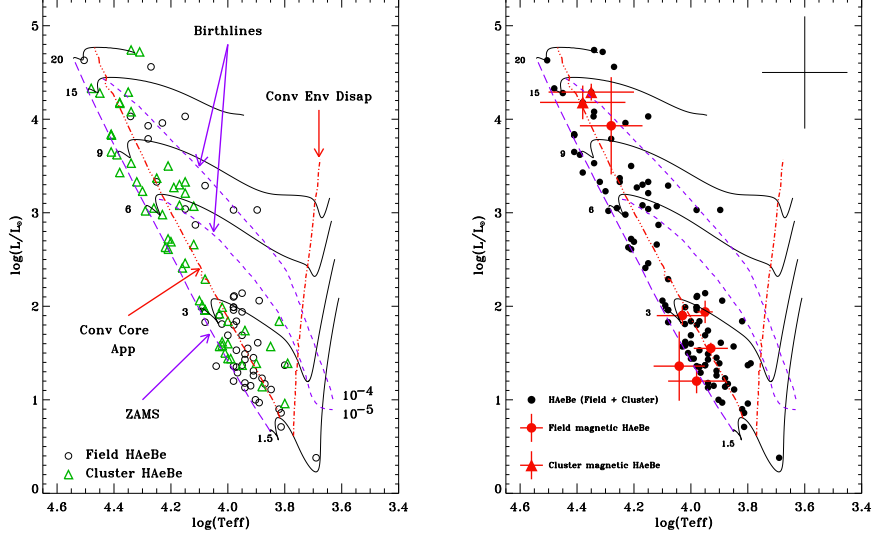 Birthlines
Conv Env Disap
20
15
9
6
3
1.5
Conv Core
App
ZAMS
10⁻⁴
10⁻⁵
Field HAeBe
Cluster HAeBe
5
4
3
2
1
0
log(L/L⊙)
4.6 4.4 4.2 4.0 3.8 3.6 3.4
log(Teff)
20
15
9
6
3
1.5
HAeBe (Field + Cluster)
Field magnetic HAeBe
Cluster magnetic HAeBe
5
4
3
2
1
0
log(L/L⊙)
4.6 4.4 4.2 4.0 3.8 3.6 3.4
log(Teff)